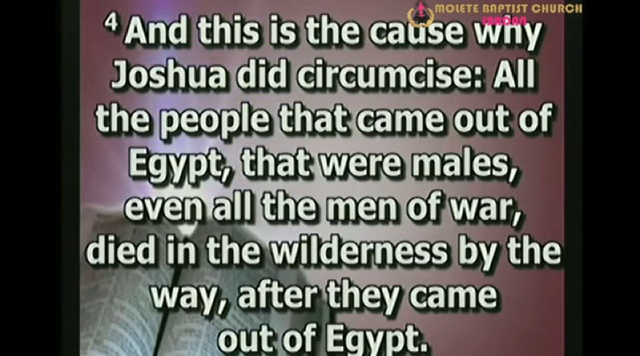 MOLETE BAPTIST CHURCH
IBADAN
4 And this is the cause why
Joshua did circumcise: All
the people that came out of
Egypt, that were males,
even all the men of war,
died in the wilderness by the
way, after they came
out of Egypt.